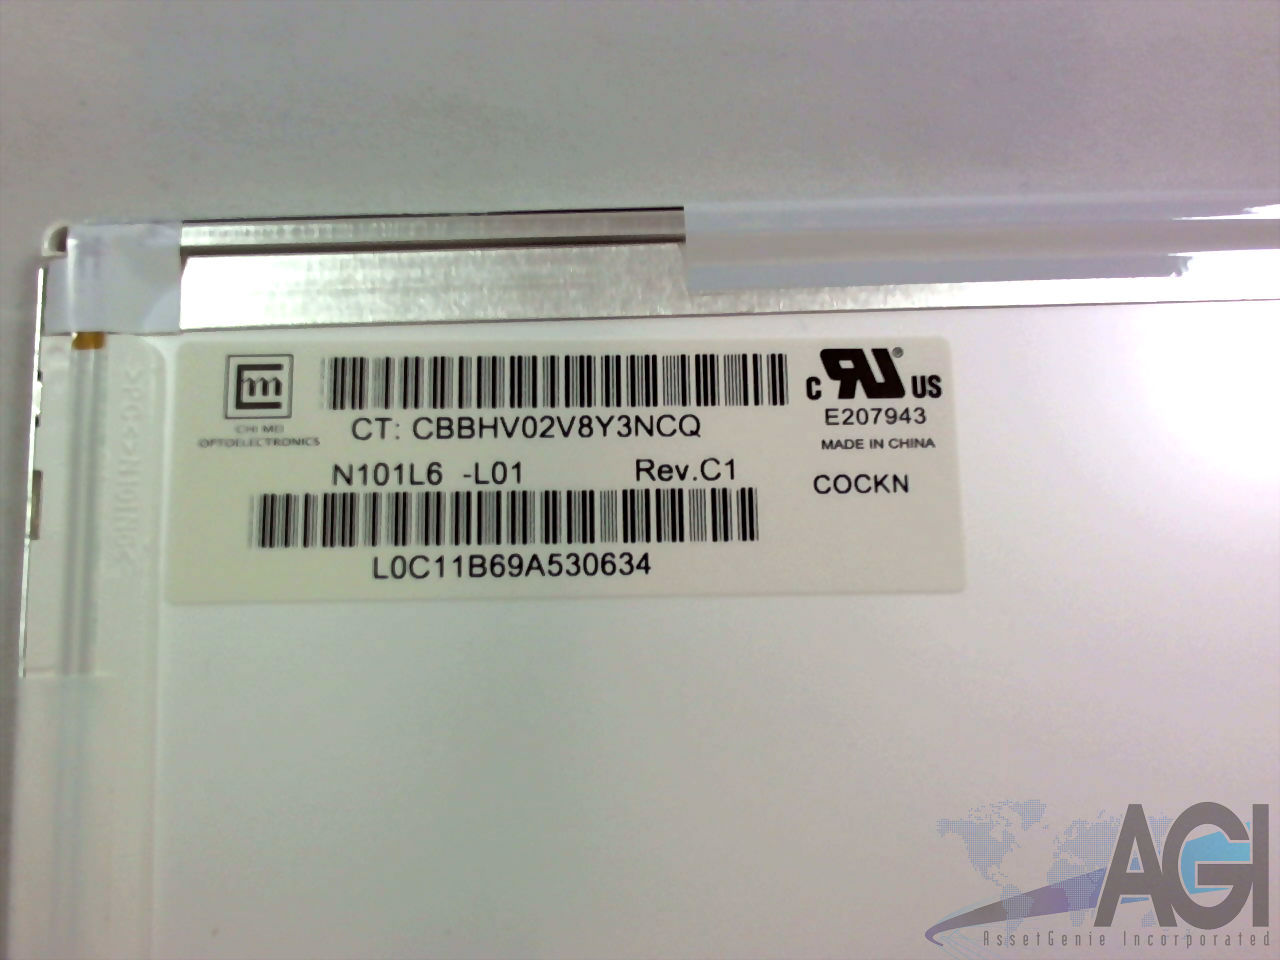 CHI MEI
OPTOELECTRONICS
CT: CBBHV02V8Y3NCQ
N101L6 -L01 Rev.C1
L0C11B69A530634
C RU ® US
E207943
MADE IN CHINA
COCKN
AGI
AssetGenie Incorporated